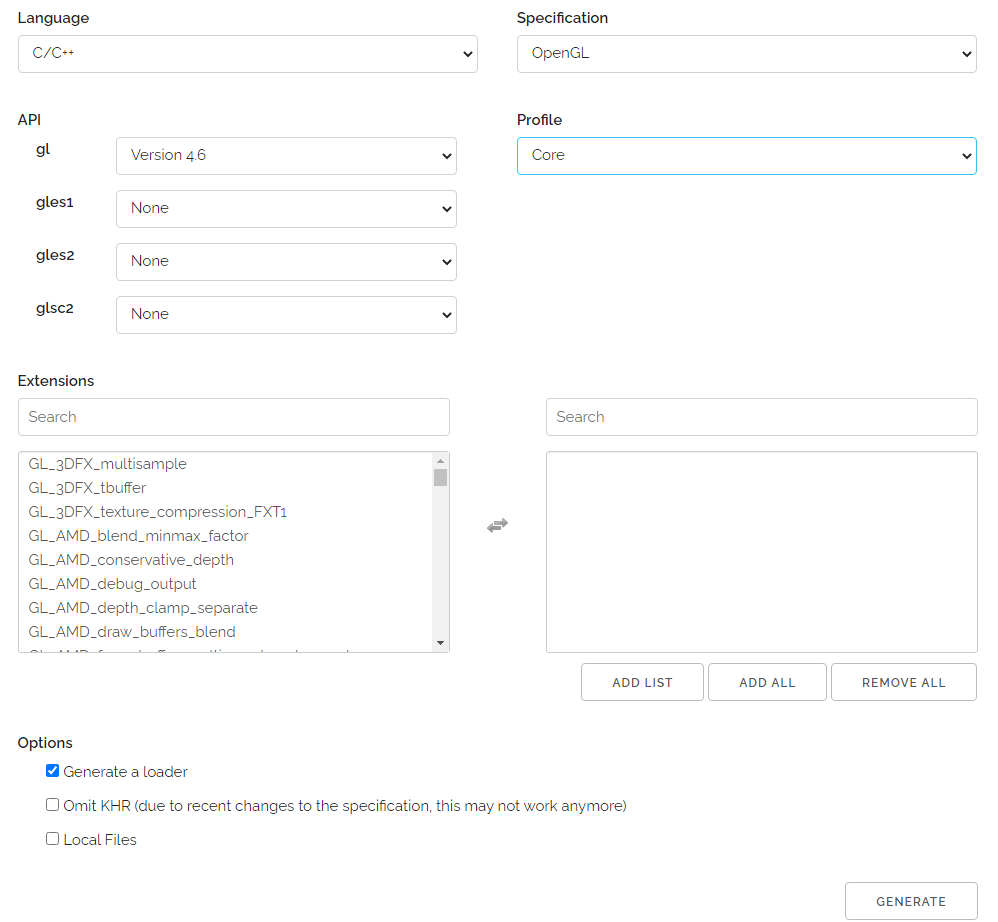 Language
Specification
C/C++
OpenGL
API
Profile
gl
Version 4.6
Core
gles1
None
gles2
None
glsc2
None
Extensions
Search
Search
GL_3DFX_multisample
GL_3DFX_tbuffer
GL_3DFX_texture_compression_FXT1
GL_AMD_blend_minmax_factor
GL_AMD_conservative_depth
GL_AMD_debug_output
GL_AMD_depth_clamp_separate
GL_AMD_draw_buffers_blend
ADD LIST
ADD ALL
REMOVE ALL
Options
Generate a loader
Omit KHR (due to recent changes to the specification, this may not work anymore)
Local Files
GENERATE